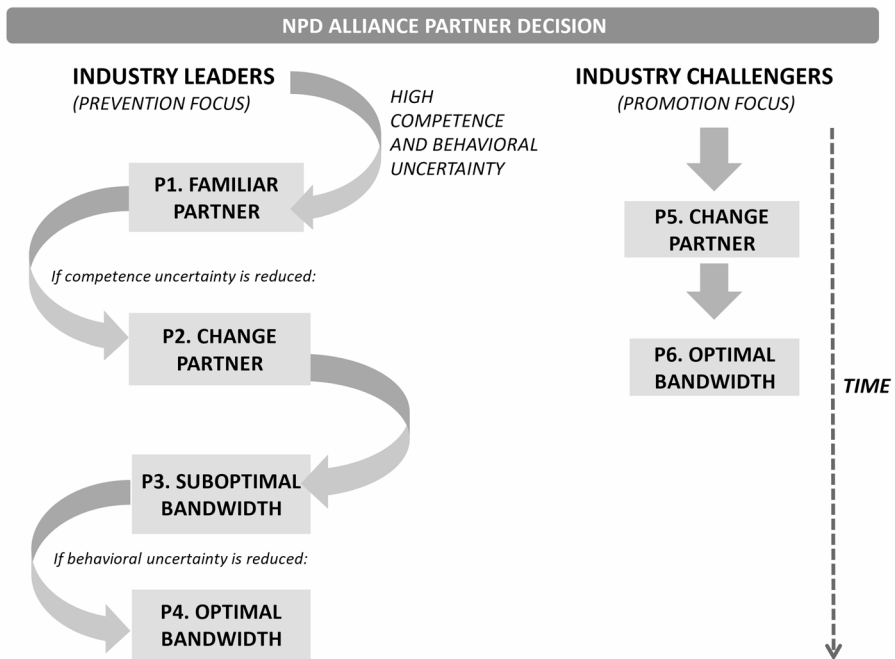 NPD ALLIANCE PARTNER DECISION
INDUSTRY LEADERS
(PREVENTION FOCUS)
HIGH
COMPETENCE
AND BEHAVIORAL
UNCERTAINTY
P1. FAMILIAR
PARTNER
If competence uncertainty is reduced:
P2. CHANGE
PARTNER
P3. SUBOPTIMAL
BANDWIDTH
If behavioral uncertainty is reduced:
P4. OPTIMAL
BANDWIDTH
INDUSTRY CHALLENGERS
(PROMOTION FOCUS)
P5. CHANGE
PARTNER
P6. OPTIMAL
BANDWIDTH
TIME